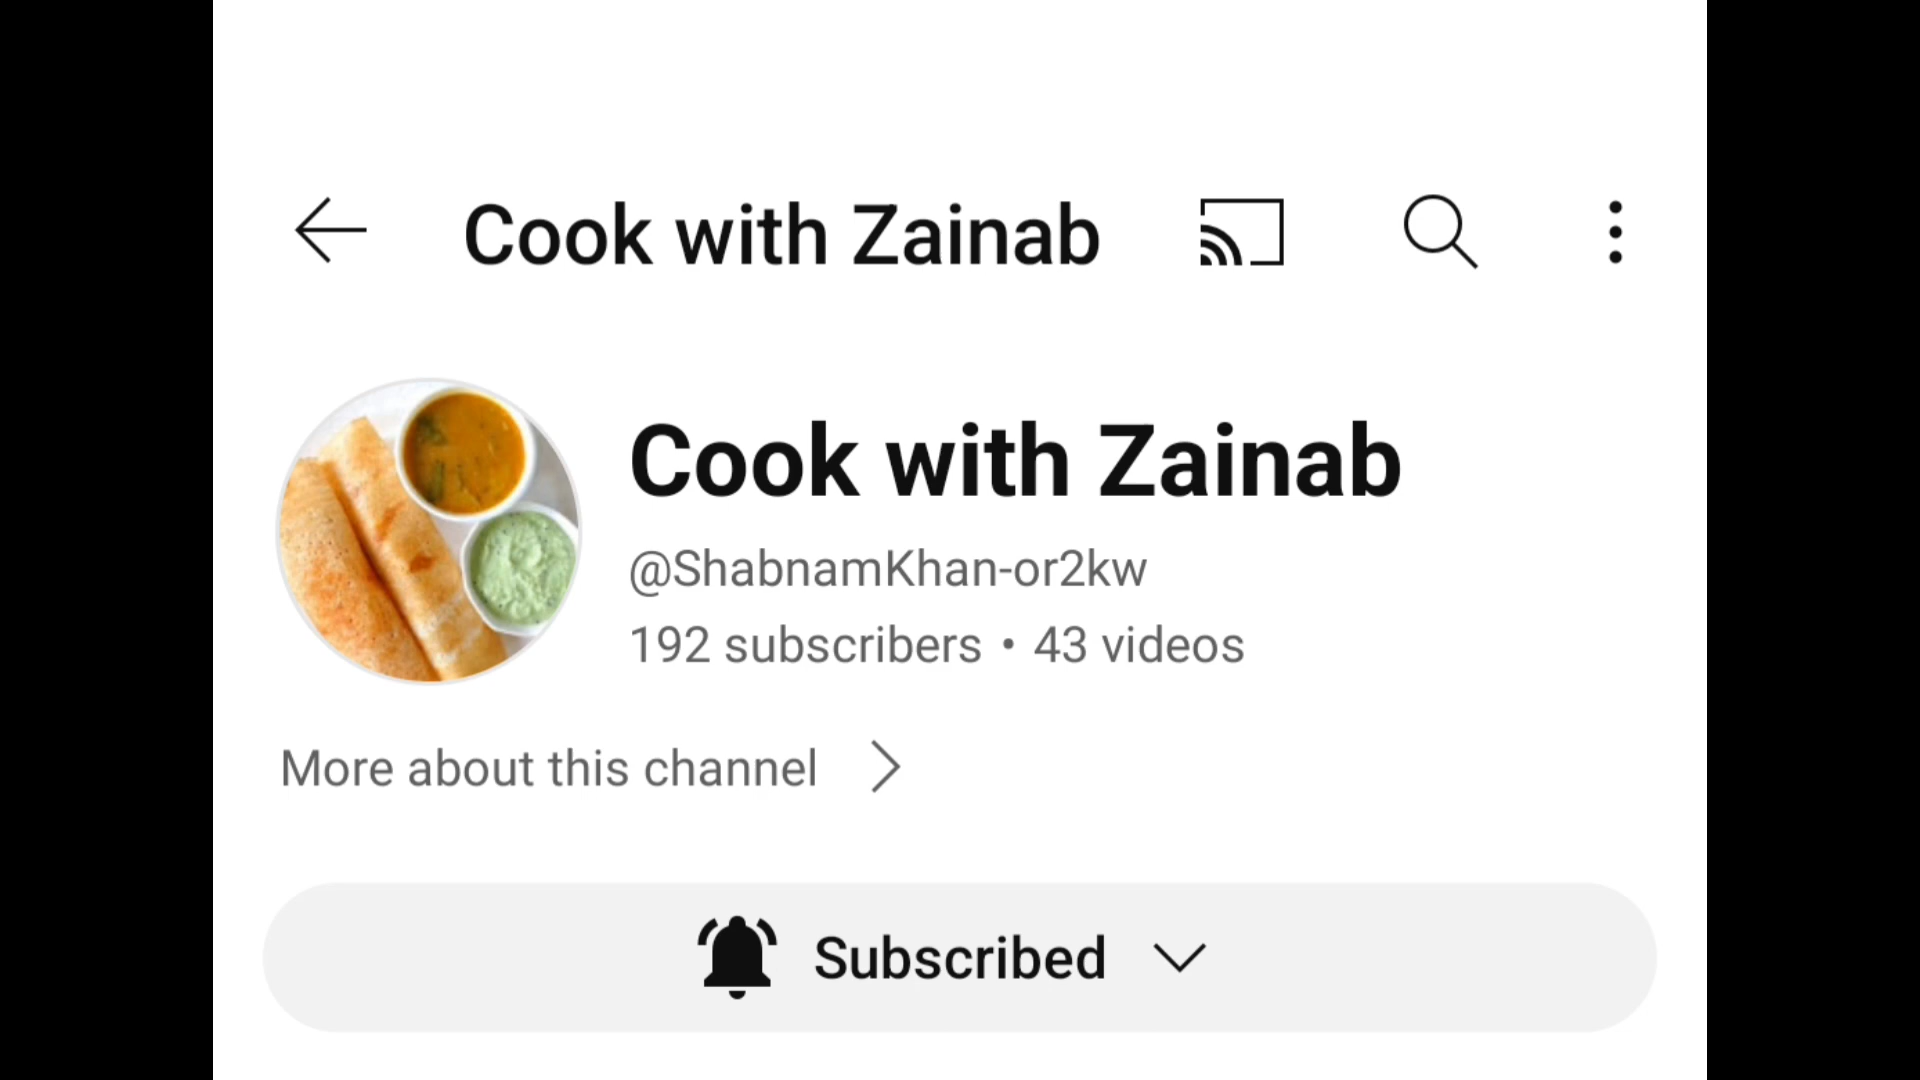 Cook with Zainab
Cook with Zainab
@ShabnamKhan-or2kw
192 subscribers • 43 videos
More about this channel
Subscribed